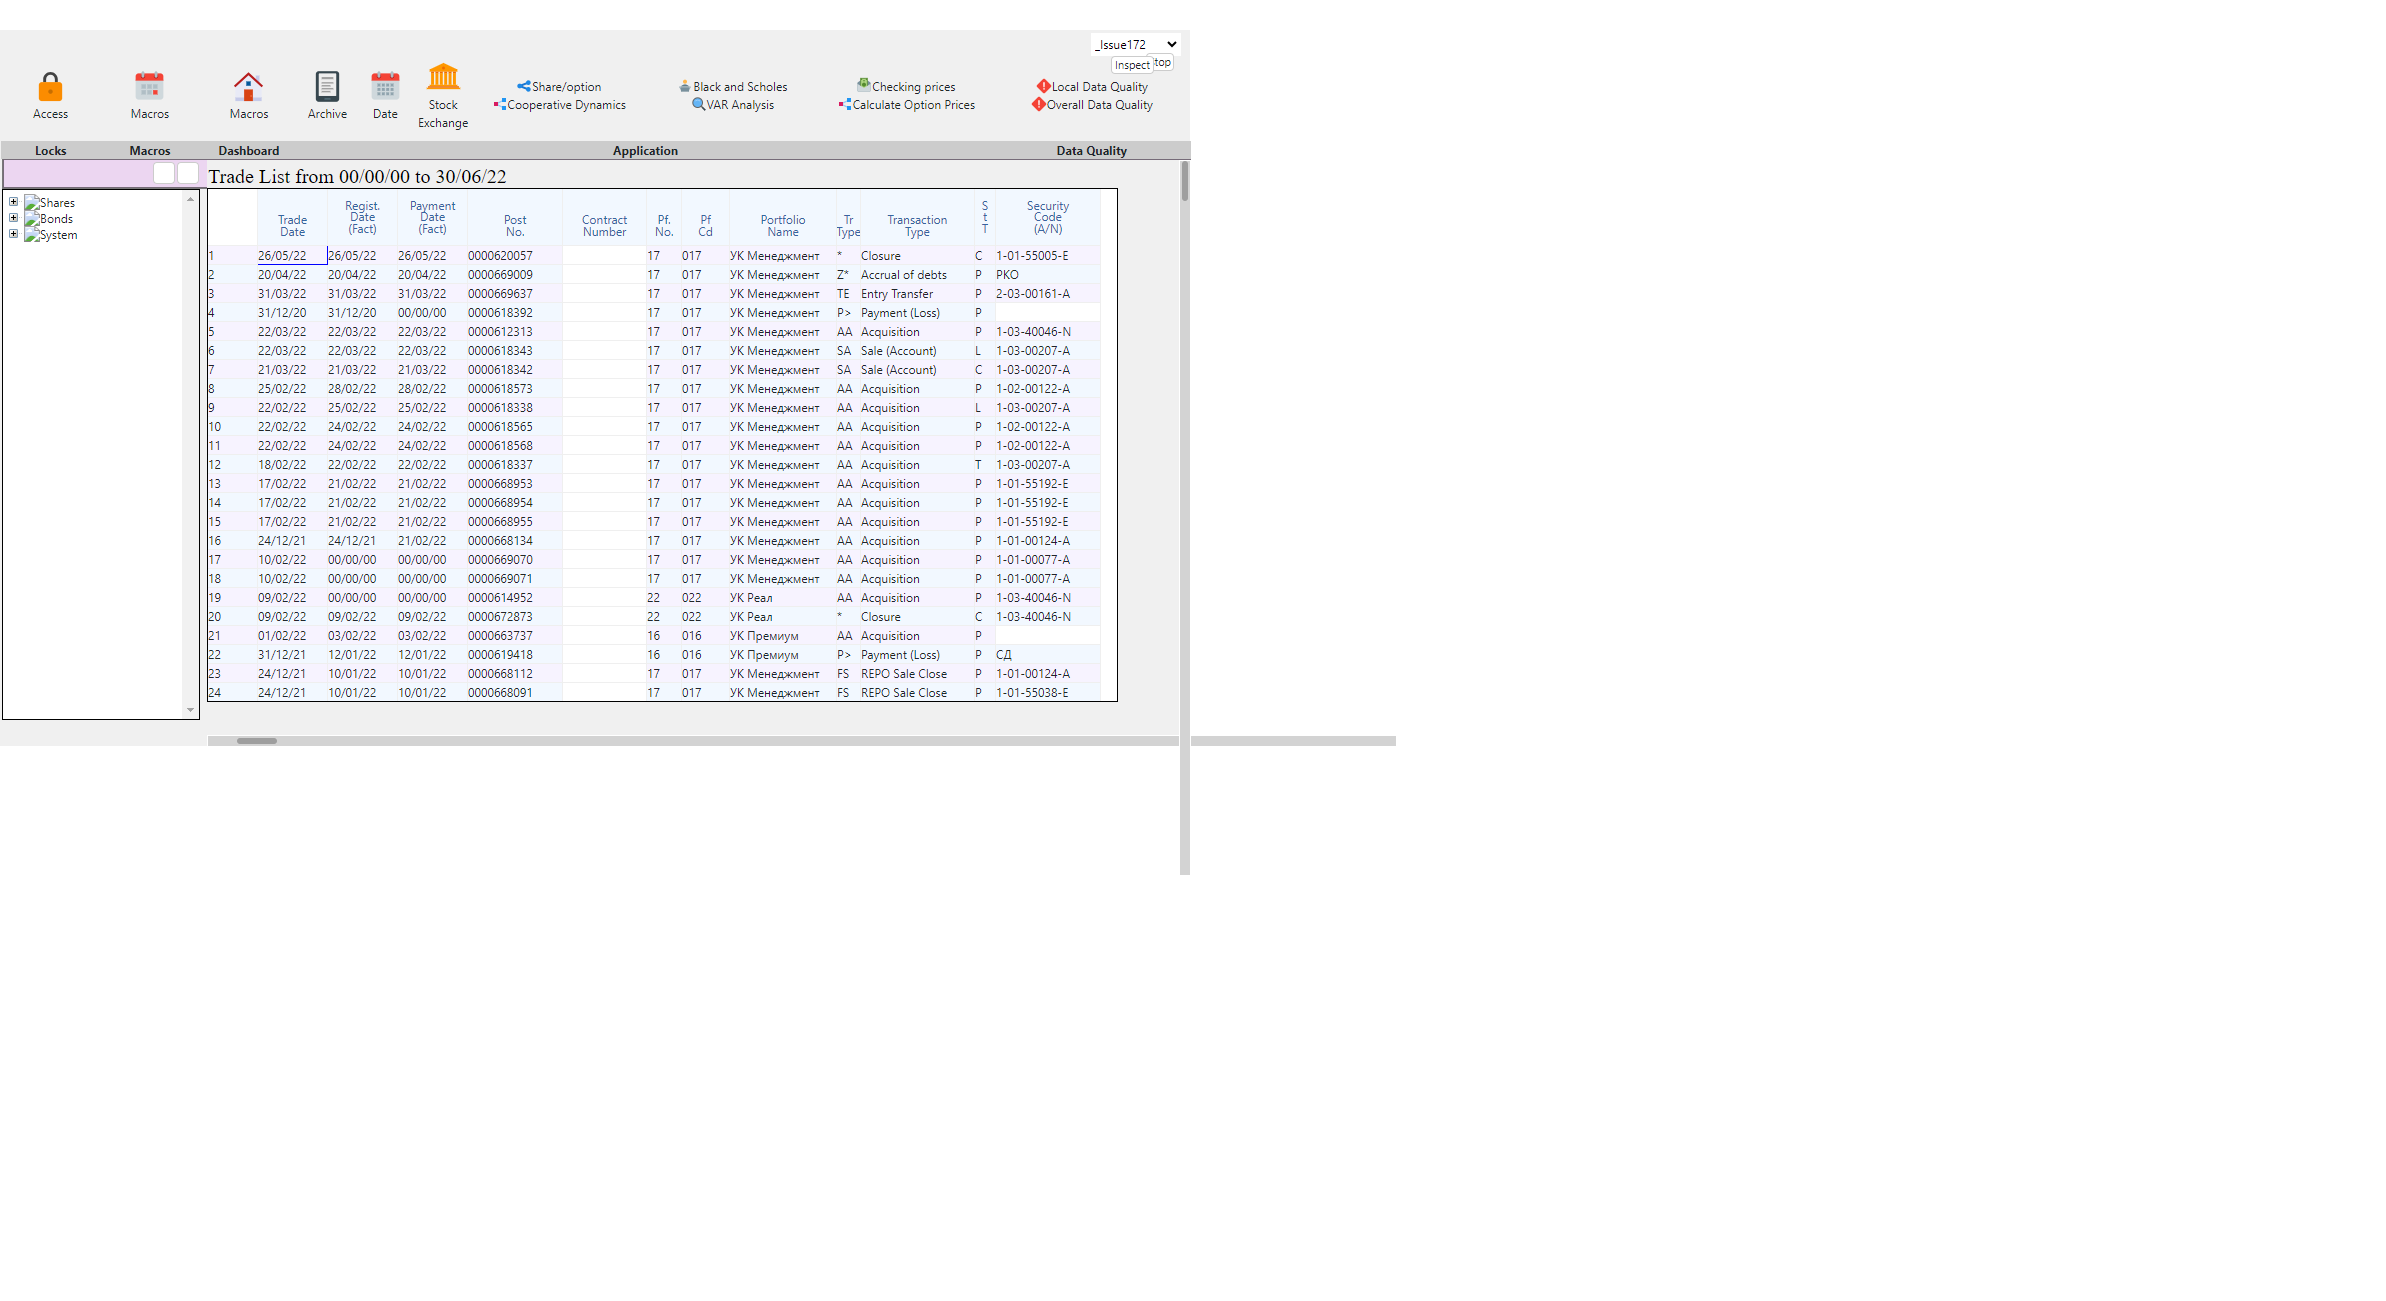 _Issue172
Inspect top
Access
Macros
Macros
Archive
Date
Stock
Exchange
Share/option
Cooperative Dynamics
Black and Scholes
VAR Analysis
Checking prices
Calculate Option Prices
Local Data Quality
Overall Data Quality
Locks Macros Dashboard Application Data Quality
Shares
Bonds
System
Trade List from 00/00/00 to 30/06/22
Trade Date Regist. Date (Fact) Payment Date (Fact) Post No. Contract Number Pf. No. Pf Cd Portfolio Name Tr Type Transaction Type S t T Security Code (A/N)
1 26/05/22 26/05/22 26/05/22 0000620057 17 017 УК Менеджмент * Closure C 1-01-55005-E
2 20/04/22 20/04/22 20/04/22 0000669009 17 017 УК Менеджмент Z* Accrual of debts P РКО
3 31/03/22 31/03/22 31/03/22 0000669637 17 017 УК Менеджмент TE Entry Transfer P 2-03-00161-A
4 31/12/20 31/12/20 00/00/00 0000618392 17 017 УК Менеджмент P> Payment (Loss) P
5 22/03/22 22/03/22 22/03/22 0000612313 17 017 УК Менеджмент AA Acquisition P 1-03-40046-N
6 22/03/22 22/03/22 22/03/22 0000618343 17 017 УК Менеджмент SA Sale (Account) L 1-03-00207-A
7 21/03/22 21/03/22 21/03/22 0000618342 17 017 УК Менеджмент SA Sale (Account) C 1-03-00207-A
8 25/02/22 28/02/22 28/02/22 0000618573 17 017 УК Менеджмент AA Acquisition P 1-02-00122-A
9 22/02/22 25/02/22 25/02/22 0000618338 17 017 УК Менеджмент AA Acquisition L 1-03-00207-A
10 22/02/22 24/02/22 24/02/22 0000618565 17 017 УК Менеджмент AA Acquisition P 1-02-00122-A
11 22/02/22 24/02/22 24/02/22 0000618568 17 017 УК Менеджмент AA Acquisition P 1-02-00122-A
12 18/02/22 22/02/22 22/02/22 0000618337 17 017 УК Менеджмент AA Acquisition T 1-03-00207-A
13 17/02/22 21/02/22 21/02/22 0000668953 17 017 УК Менеджмент AA Acquisition P 1-01-55192-E
14 17/02/22 21/02/22 21/02/22 0000668954 17 017 УК Менеджмент AA Acquisition P 1-01-55192-E
15 17/02/22 21/02/22 21/02/22 0000668955 17 017 УК Менеджмент AA Acquisition P 1-01-55192-E
16 24/12/21 24/12/21 21/02/22 0000668134 17 017 УК Менеджмент AA Acquisition P 1-01-00124-A
17 10/02/22 00/00/00 00/00/00 0000669070 17 017 УК Менеджмент AA Acquisition P 1-01-00077-A
18 10/02/22 00/00/00 00/00/00 0000669071 17 017 УК Менеджмент AA Acquisition P 1-01-00077-A
19 09/02/22 00/00/00 00/00/00 0000614952 22 022 УК Реал AA Acquisition P 1-03-40046-N
20 09/02/22 09/02/22 09/02/22 0000672873 22 022 УК Реал * Closure C 1-03-40046-N
21 01/02/22 03/02/22 03/02/22 0000663737 16 016 УК Премиум AA Acquisition P
22 31/12/21 12/01/22 12/01/22 0000619418 16 016 УК Премиум P> Payment (Loss) P СД
23 24/12/21 10/01/22 10/01/22 0000668112 17 017 УК Менеджмент FS REPO Sale Close P 1-01-00124-A
24 24/12/21 10/01/22 10/01/22 0000668091 17 017 УК Менеджмент FS REPO Sale Close P 1-01-55038-E